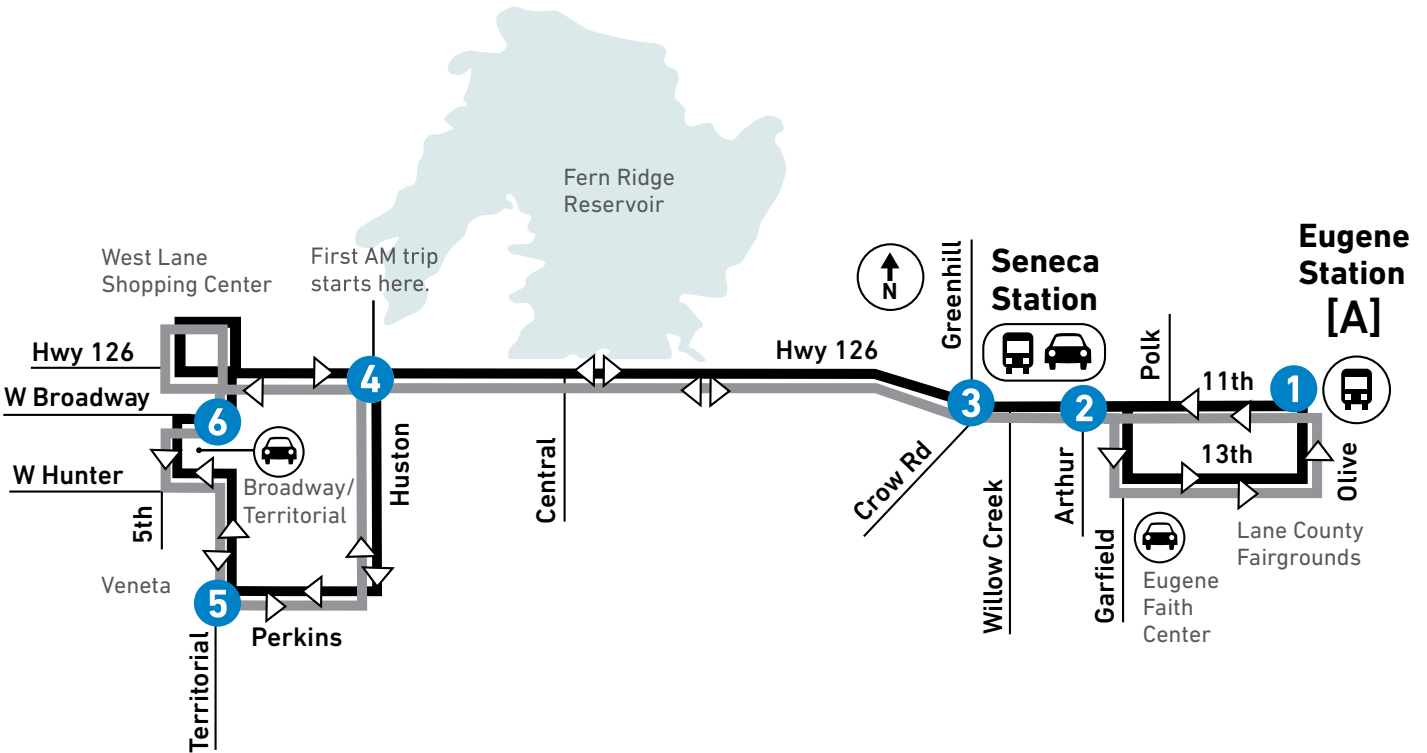 Fern Ridge
Reservoir
West Lane
Shopping Center
First AM trip
starts here.
N
Greenhill
Seneca
Station
Eugene
Station
[A]
Hwy 126
Hwy 126
Polk
11th
1
2
3
4
W Broadway
6
13th
Olive
W Hunter
5th
Broadway/
Territorial
Huston
Central
Crow Rd
Willow Creek
Arthur
Garfield
Lane County
Fairgrounds
Eugene
Faith
Center
Veneta
5
Perkins
Territorial